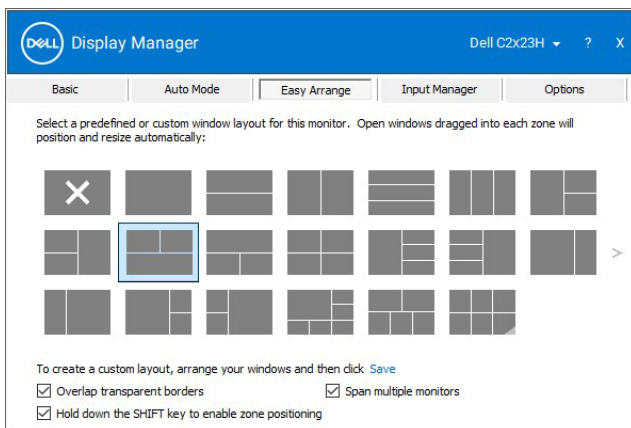 DELL Display Manager Dell C2x23H ? X
Basic Auto Mode Easy Arrange Input Manager Options
Select a predefined or custom window layout for this monitor. Open windows dragged into each zone will
position and resize automatically:
>
To create a custom layout, arrange your windows and then click Save
Overlap transparent borders Span multiple monitors
Hold down the SHIFT key to enable zone positioning